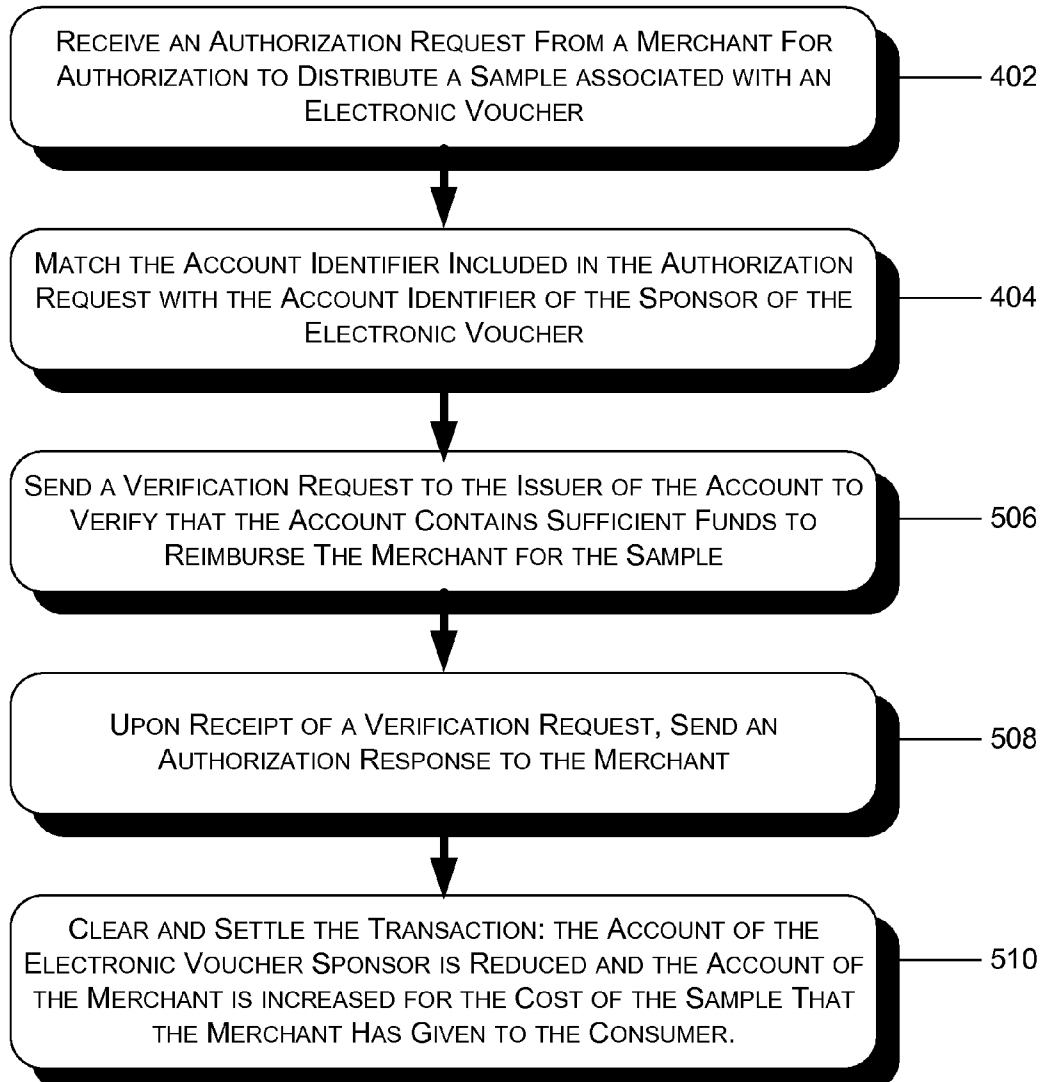 RECEIVE AN AUTHORIZATION REQUEST FROM A MERCHANT FOR
AUTHORIZATION TO DISTRIBUTE A SAMPLE ASSOCIATED WITH AN
ELECTRONIC VOUCHER
402
MATCH THE ACCOUNT IDENTIFIER INCLUDED IN THE AUTHORIZATION
REQUEST WITH THE ACCOUNT IDENTIFIER OF THE SPONSOR OF THE
ELECTRONIC VOUCHER
404
SEND A VERIFICATION REQUEST TO THE ISSUER OF THE ACCOUNT TO
VERIFY THAT THE ACCOUNT CONTAINS SUFFICIENT FUNDS TO
REIMBURSE THE MERCHANT FOR THE SAMPLE
506
UPON RECEIPT OF A VERIFICATION REQUEST, SEND AN
AUTHORIZATION RESPONSE TO THE MERCHANT
508
CLEAR AND SETTLE THE TRANSACTION: THE ACCOUNT OF THE
ELECTRONIC VOUCHER SPONSOR IS REDUCED AND THE ACCOUNT OF
THE MERCHANT IS INCREASED FOR THE COST OF THE SAMPLE THAT
THE MERCHANT HAS GIVEN TO THE CONSUMER.
510